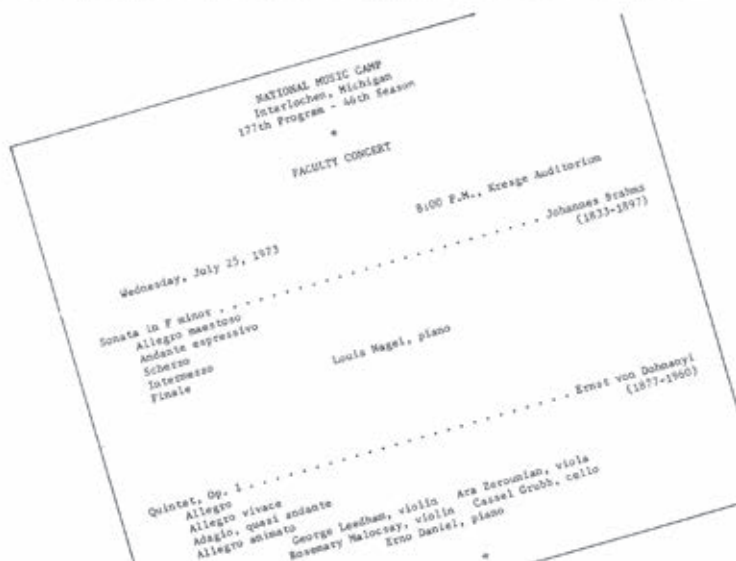 NATIONAL MUSIC CAMP
Interlochen, Michigan
177th Program - 46th Season
*
FACULTY CONCERT
Wednesday, July 25, 1973 8:00 P.M., Kresge Auditorium
Sonata in F minor . . . . . . . . . . . . . . . . . . . . . . . . . Johannes Brahms
Allegro maestoso (1833-1897)
Andante espressivo
Scherzo
Intermezzo
Finale
Louis Nagel, piano
Quintet, Op. 1 . . . . . . . . . . . . . . . . . . . . . . . . . Ernst von Dohnanyi
Allegro (1877-1960)
Allegro vivace
Adagio, quasi andante
Allegro animato
George Leedham, violin Ara Zerounian, viola
Rosemary Malocsay, violin Cassel Grubb, cello
Erno Daniel, piano
*